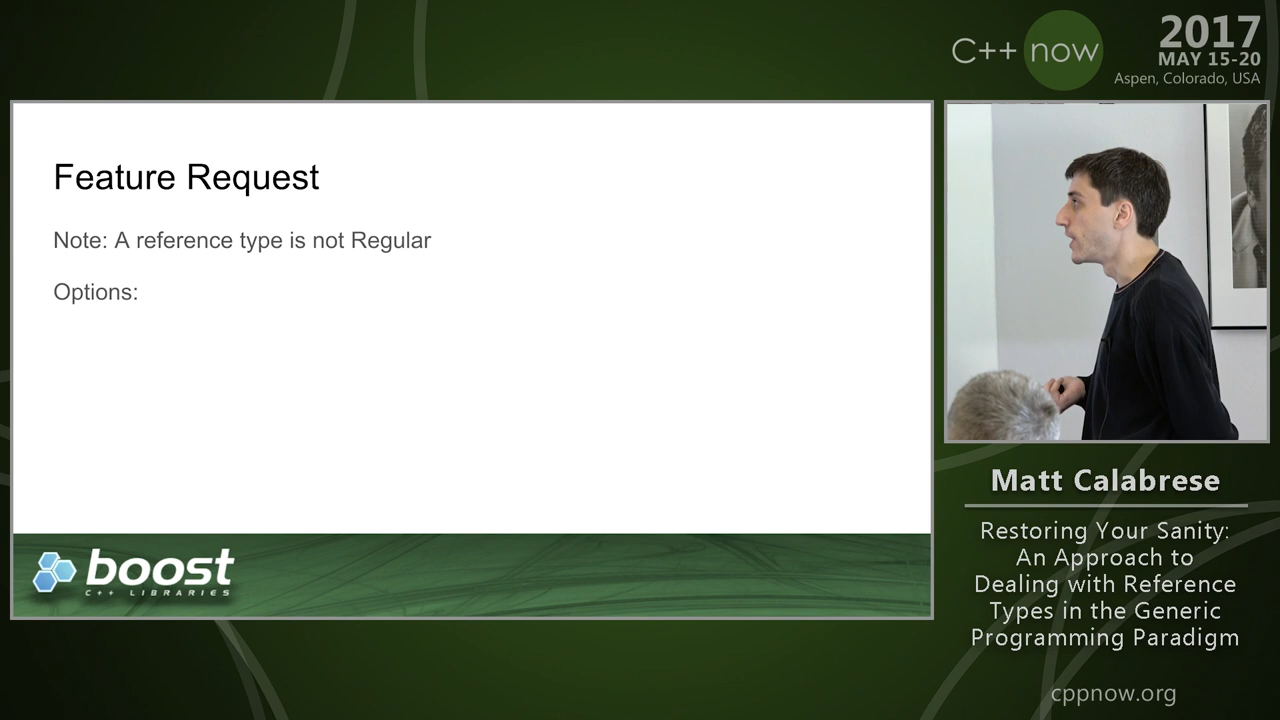 C++ now
2017
MAY 15-20
Aspen, Colorado, USA
Feature Request
Note: A reference type is not Regular
Options:
boost
C++ LIBRARIES
Matt Calabrese
Restoring Your Sanity:
An Approach to
Dealing with Reference
Types in the Generic
Programming Paradigm
cppnow.org